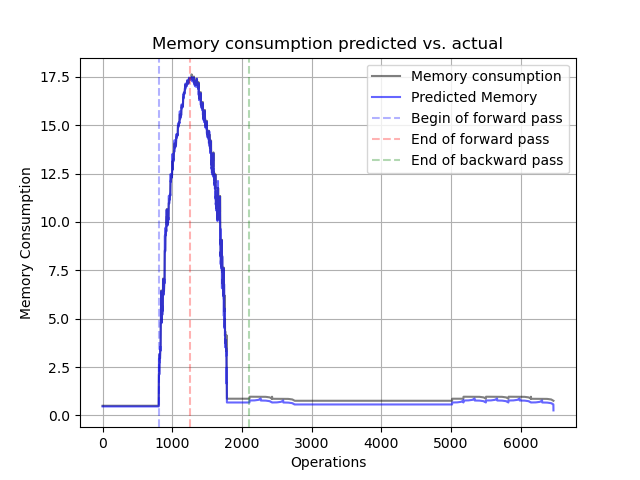 Memory consumption predicted vs. actual
Memory consumption
Predicted Memory
Begin of forward pass
End of forward pass
End of backward pass
17.5
15.0
12.5
10.0
7.5
5.0
2.5
0.0
Memory Consumption
0 1000 2000 3000 4000 5000 6000
Operations